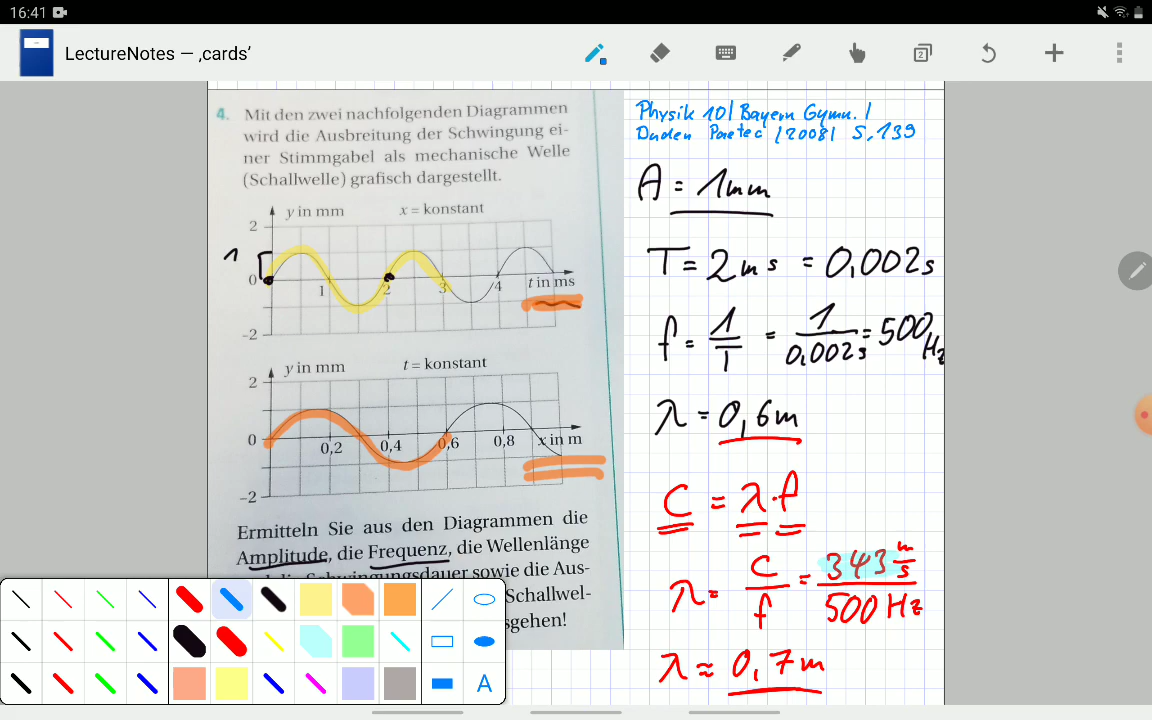 16:41
LectureNotes — ‚cards’
4. Mit den zwei nachfolgenden Diagrammen
wird die Ausbreitung der Schwingung ei-
ner Stimmgabel als mechanische Welle
(Schallwelle) grafisch dargestellt.
y in mm x = konstant
2
1
0
1 2 3 4 t in ms
-2
y in mm t = konstant
2
0
0,2 0,4 0,6 0,8 x in m
-2
Ermitteln Sie aus den Diagrammen die
Amplitude, die Frequenz, die Wellenlänge
Schwingungsdauer sowie die Aus-
Schallwel-
sgehen!
A
Physik 10/ Bayern Gymn. /
Duden Paetec /2008/ S. 139
A = 1mm
T = 2ms = 0,002s
f = 1/T = 1/0,002s = 500 Hz
λ = 0,6m
c = λ · f
λ = c/f = 343 m/s / 500 Hz
λ ≈ 0,7m